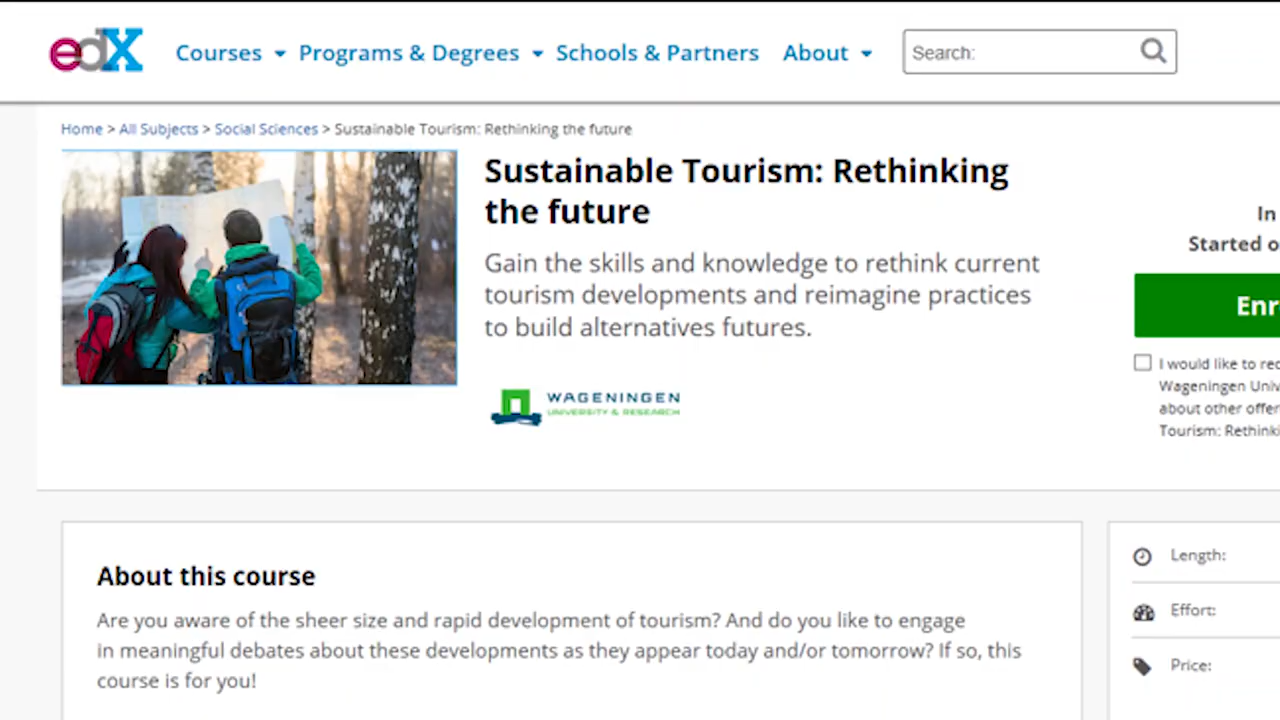 edX
Courses
Programs & Degrees
Schools & Partners
About
Search:
Home > All Subjects > Social Sciences > Sustainable Tourism: Rethinking the future
Sustainable Tourism: Rethinking
the future
Gain the skills and knowledge to rethink current
tourism developments and reimagine practices
to build alternatives futures.
WAGENINGEN
UNIVERSITY & RESEARCH
In
Started o
Enr
I would like to rec
Wageningen Univ
about other offer
Tourism: Rethinki
About this course
Are you aware of the sheer size and rapid development of tourism? And do you like to engage
in meaningful debates about these developments as they appear today and/or tomorrow? If so, this
course is for you!
Length:
Effort:
Price: